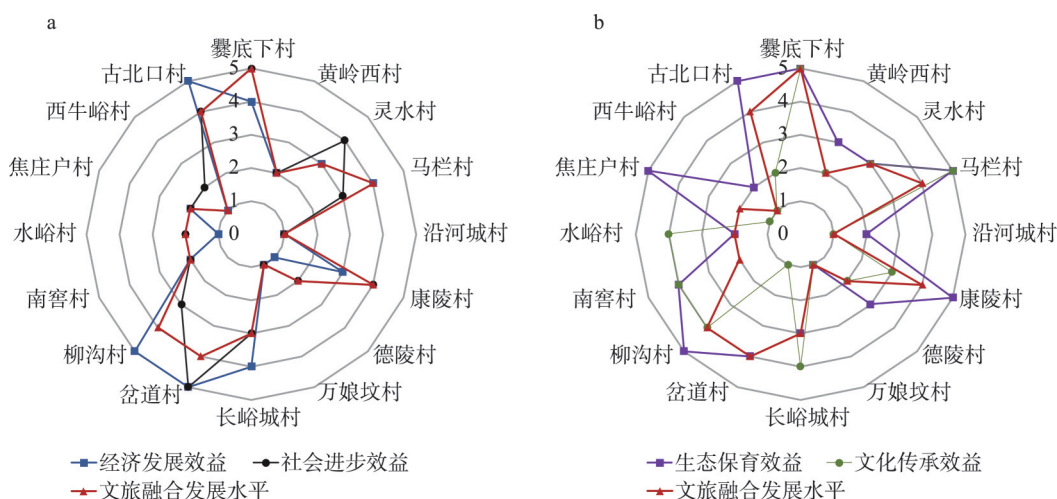 a
爨底下村
黄岭西村
灵水村
马栏村
沿河城村
康陵村
德陵村
万娘坟村
长峪城村
岔道村
柳沟村
南窖村
水峪村
焦庄户村
西牛峪村
古北口村
5
4
3
2
1
0
经济发展效益
社会进步效益
文旅融合发展水平
b
爨底下村
黄岭西村
灵水村
马栏村
沿河城村
康陵村
德陵村
万娘坟村
长峪城村
岔道村
柳沟村
南窖村
水峪村
焦庄户村
西牛峪村
古北口村
5
4
3
2
1
0
生态保育效益
文化传承效益
文旅融合发展水平